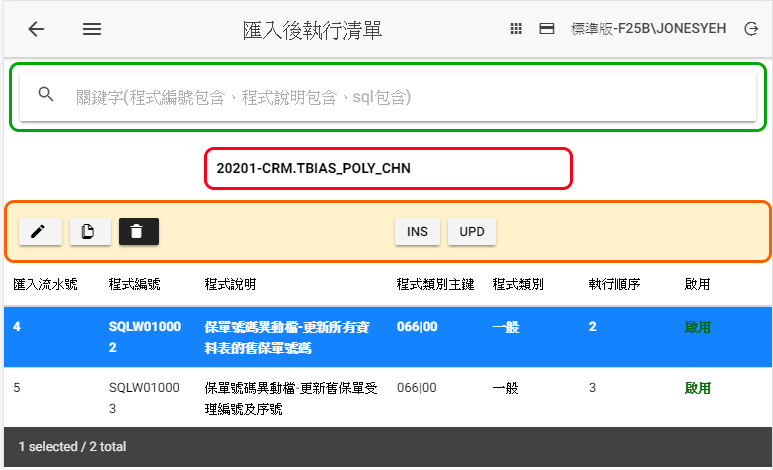 匯入後執行清單
標準版-F25B\JONESYEH
關鍵字(程式編號包含、程式說明包含、sql包含)
20201-CRM.TBIAS_POLY_CHN
INS UPD
匯入流水號 程式編號 程式說明 程式類別主鍵 程式類別 執行順序 啟用
4 SQLW01000 保單號碼異動檔-更新所有資 066|00 一般 2 啟用
2 料表的舊保單號碼
5 SQLW01000 保單號碼異動檔-更新舊保單受 066|00 一般 3 啟用
3 理編號及序號
1 selected / 2 total